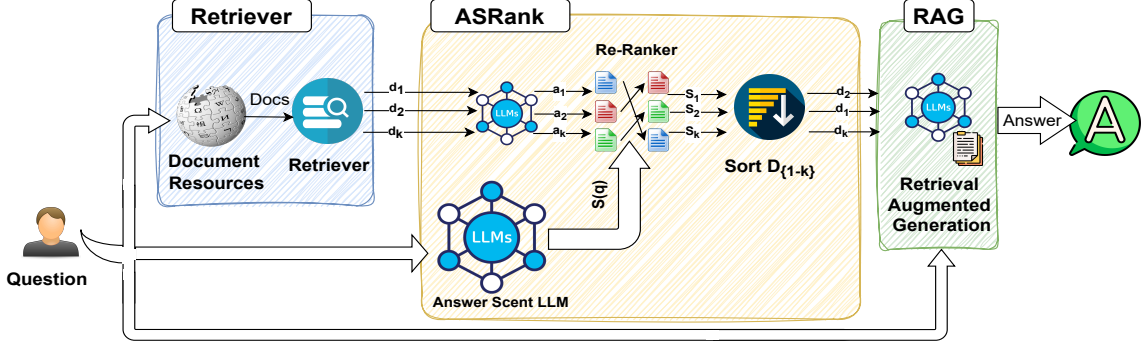 Retriever
ASRank
RAG
Re-Ranker
Docs
d1
d2
dk
LLMs
a1
a2
ak
S1
S2
Sk
d2
d1
dk
LLMs
Answer
A
Document
Resources
Retriever
Sort D{1-k}
Retrieval
Augmented
Generation
S(q)
LLMs
Question
Answer Scent LLM